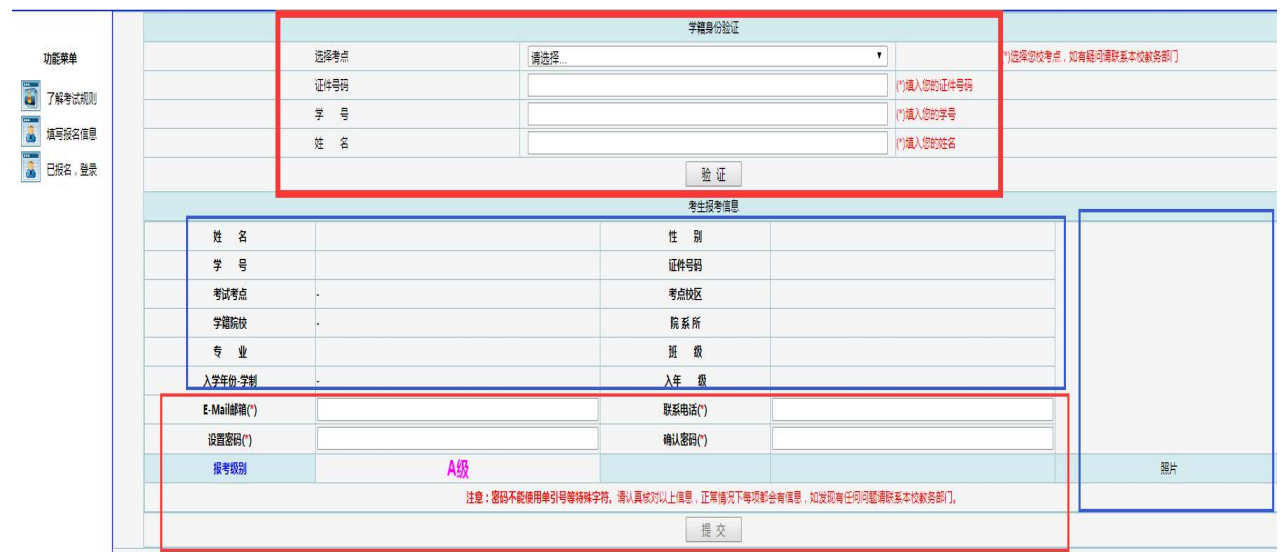 学籍身份验证
功能菜单
选择考点 请选择... (*)选择您校考点，如有疑问请联系本校教务部门
证件号码 (*)填入您的证件号码
了解考试规则
学 号 (*)填入您的学号
填写报名信息
姓 名 (*)填入您的姓名
已报名，登录
验 证
考生报考信息
姓 名 性 别
学 号 证件号码
考试考点 - 考点校区
学籍院校 - 院系所
专 业 班 级
入学年份-学制 - 入年 级
E-Mail邮箱(*) 联系电话(*)
设置密码(*) 确认密码(*)
报考级别 A级 照片
注意：密码不能使用单引号等特殊字符。请认真核对以上信息，正常情况下每项都会有信息，如发现有任何问题请联系本校教务部门。
提 交